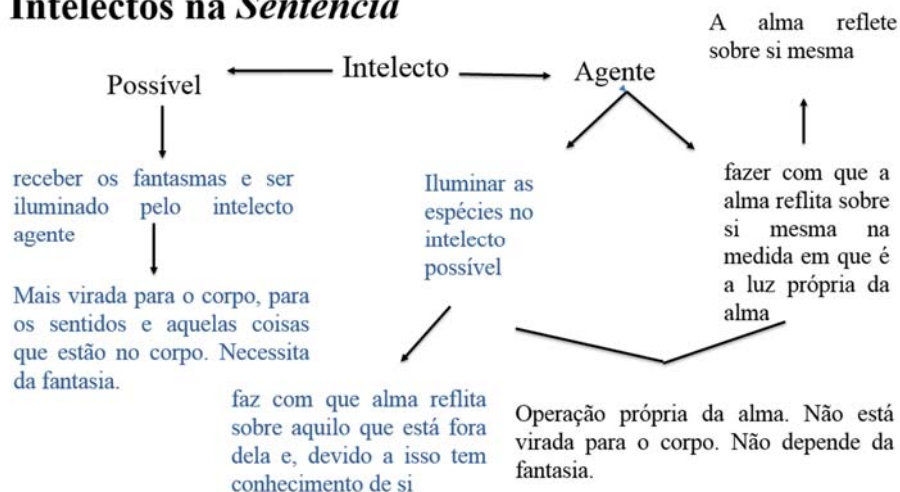 Intelectos na Sentencia
A alma reflete
sobre si mesma
Intelecto
Possível
Agente
receber os fantasmas e ser
iluminado pelo intelecto
agente
Mais virada para o corpo, para
os sentidos e aquelas coisas
que estão no corpo. Necessita
da fantasia.
Iluminar as
espécies no
intelecto
possível
fazer com que a
alma reflita sobre
si mesma na
medida em que é
a luz própria da
alma
faz com que alma reflita
sobre aquilo que está fora
dela e, devido a isso tem
conhecimento de si
Operação própria da alma. Não está
virada para o corpo. Não depende da
fantasia.